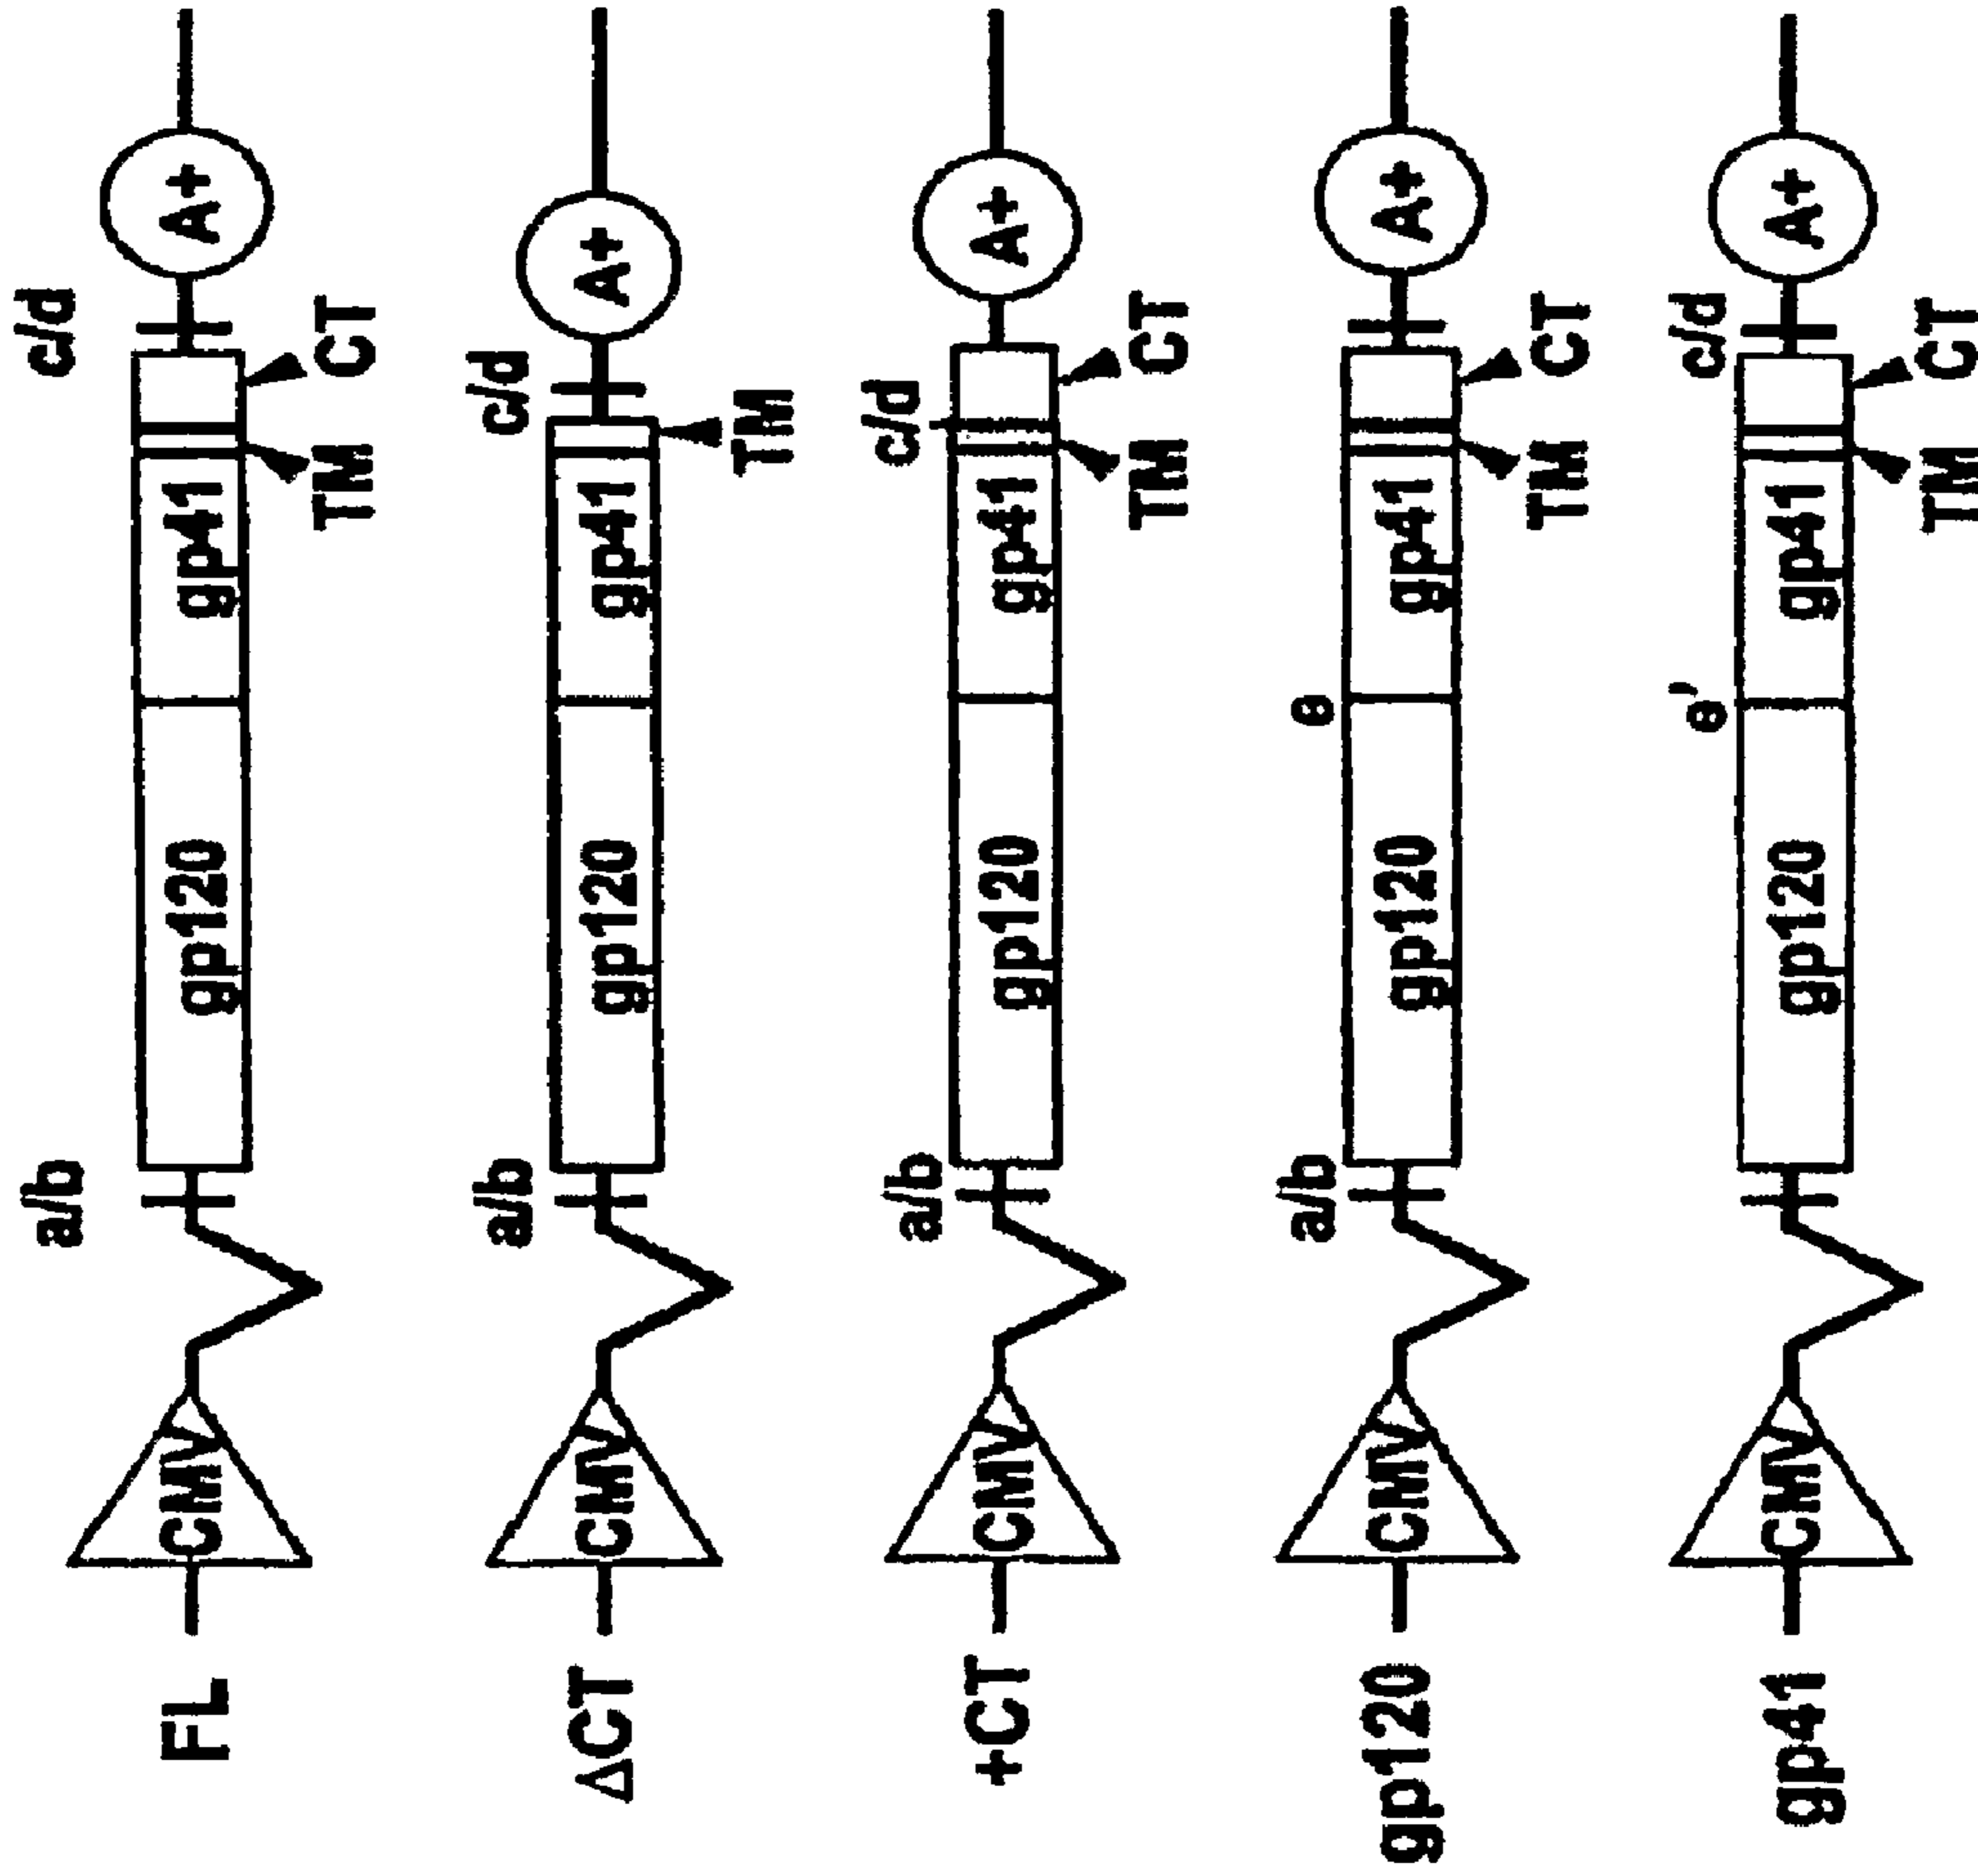 a/b c/d
FL CMV gp120 gp41 A+
TM CT
a/b c/d
ΔCT CMV gp120 gp41 A+
TM
a/b c/d
+CT CMV gp120 gp41 A+
TM CT
a/b e
gp120 CMV gp120 gp41 A+
TM CT
e' c/d
gp41 CMV gp120 gp41 A+
TM CT